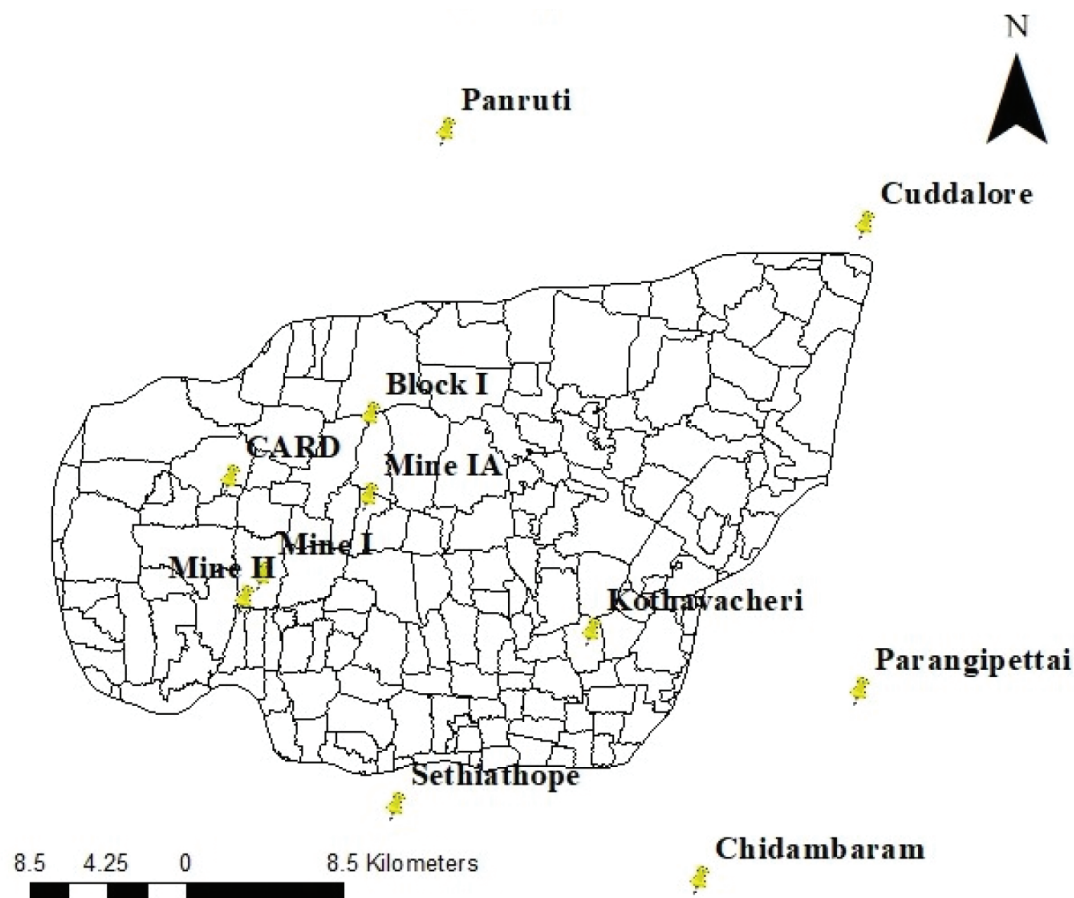 N
Panruti
Cuddalore
Block I
CARD
Mine IA
Mine I
Mine II
Kothavacheri
Parangipettai
Sethiathope
Chidambaram
8.5 4.25 0 8.5 Kilometers